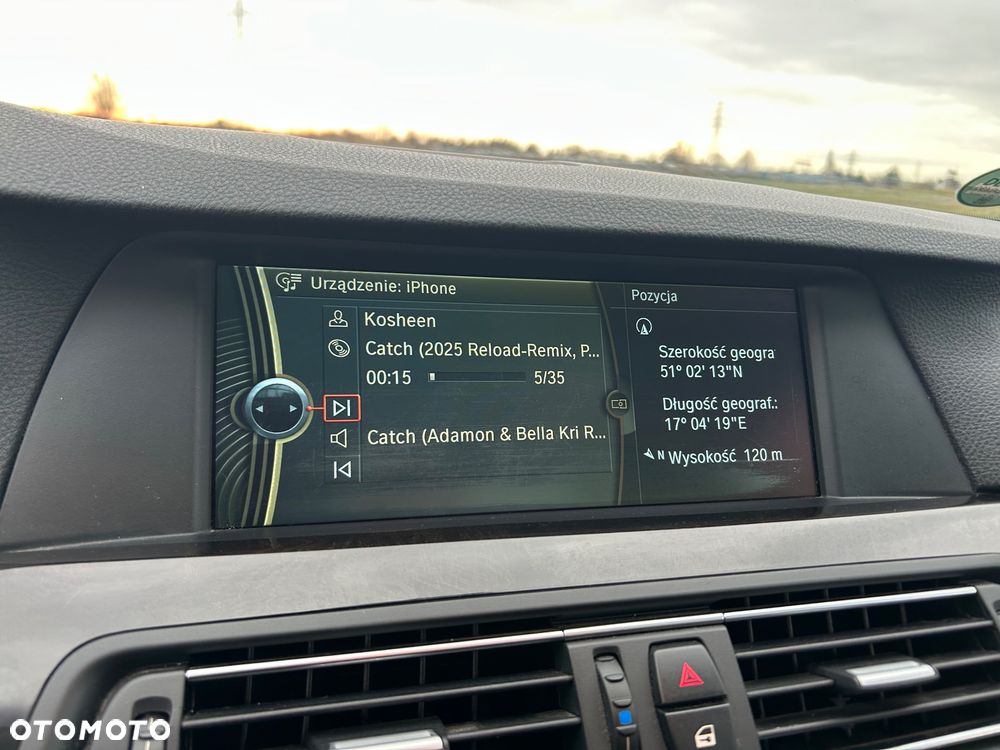 Urządzenie: iPhone
Kosheen
Catch (2025 Reload-Remix, P...
00:15 5/35
Catch (Adamon & Bella Kri R...
Pozycja
Szerokość geogra
51° 02' 13"N
Długość geograf.:
17° 04' 19"E
N Wysokość 120 m
OTOMOTO